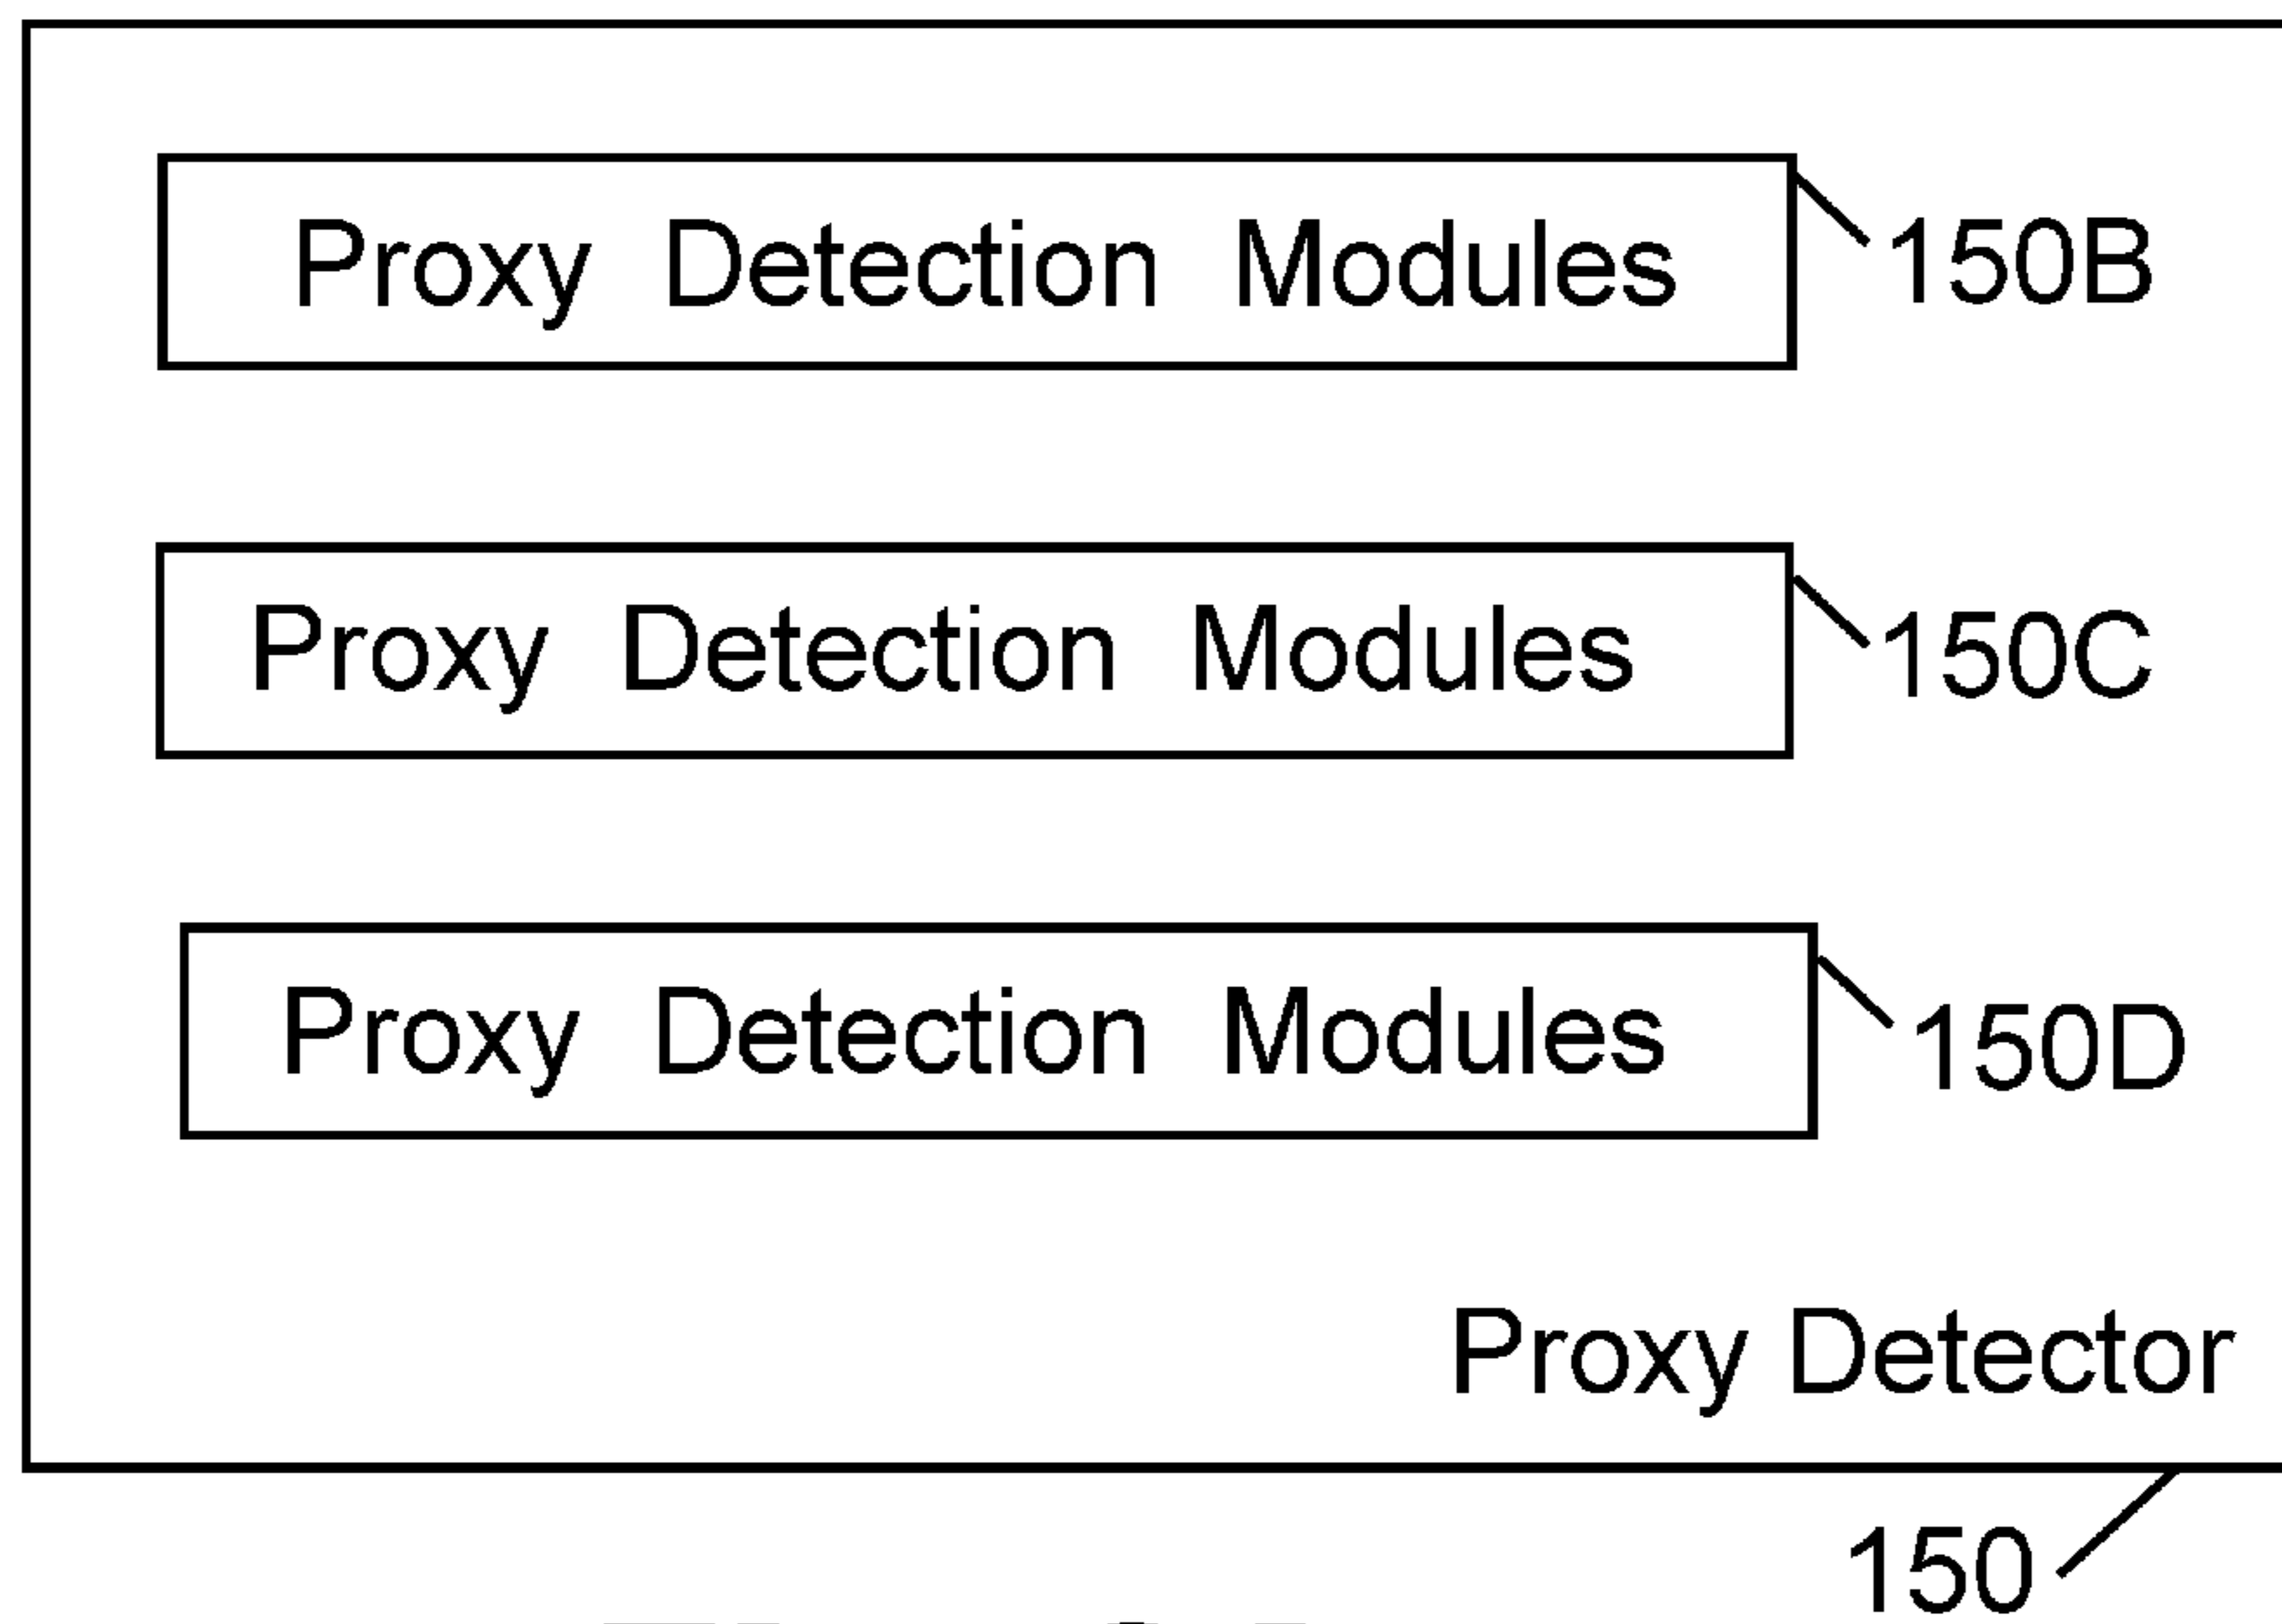 Proxy Detection Modules 150B
Proxy Detection Modules 150C
Proxy Detection Modules 150D
Proxy Detector
150